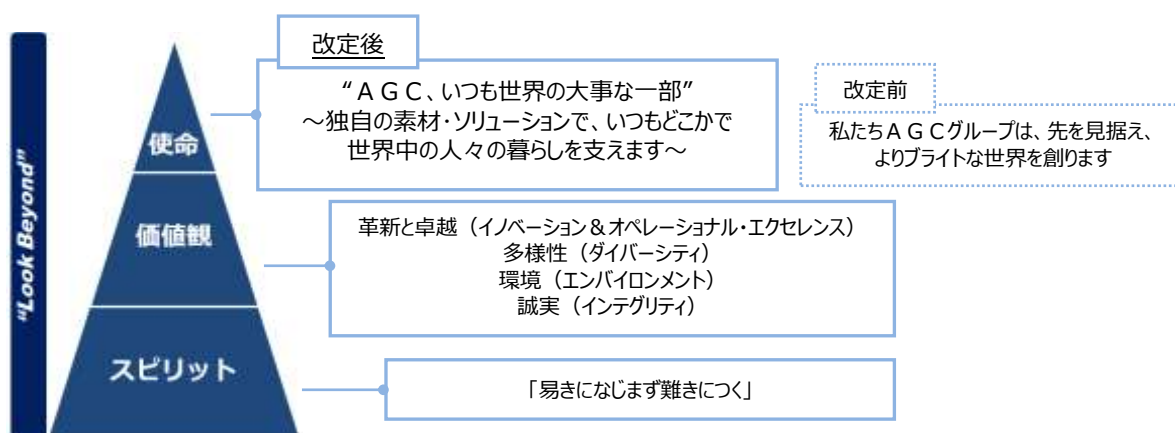 "Look Beyond"
使命
価値観
スピリット
改定後
“ＡＧＣ、いつも世界の大事な一部”
～独自の素材・ソリューションで、いつもどこかで
世界中の人々の暮らしを支えます～
改定前
私たちＡＧＣグループは、先を見据え、
よりブライトな世界を創ります
革新と卓越（イノベーション＆オペレーショナル・エクセレンス）
多様性（ダイバーシティ）
環境（エンバイロンメント）
誠実（インテグリティ）
「易きになじまず難きにつく」